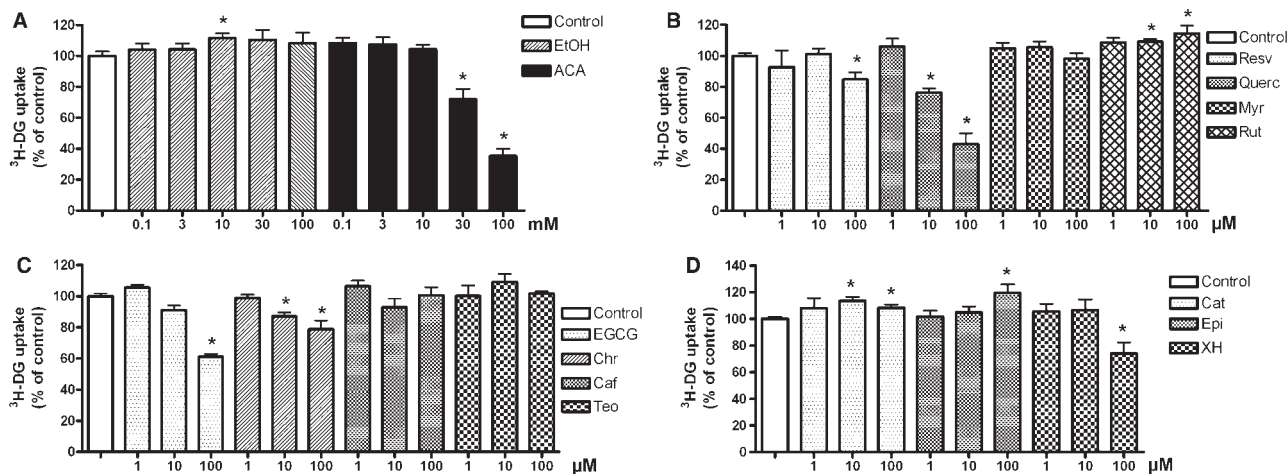 A
³H-DG uptake
(% of control)
120
100
80
60
40
20
0
* * *
0.1 3 10 30 100 0.1 3 10 30 100 mM
Control
EtOH
ACA
B
³H-DG uptake
(% of control)
120
100
80
60
40
20
0
* * * * *
1 10 100 1 10 100 1 10 100 1 10 100 µM
Control
Resv
Querc
Myr
Rut
C
³H-DG uptake
(% of control)
120
100
80
60
40
20
0
* * *
1 10 100 1 10 100 1 10 100 1 10 100 µM
Control
EGCG
Chr
Caf
Teo
D
³H-DG uptake
(% of control)
140
120
100
80
60
40
20
0
* * * *
1 10 100 1 10 100 1 10 100 µM
Control
Cat
Epi
XH